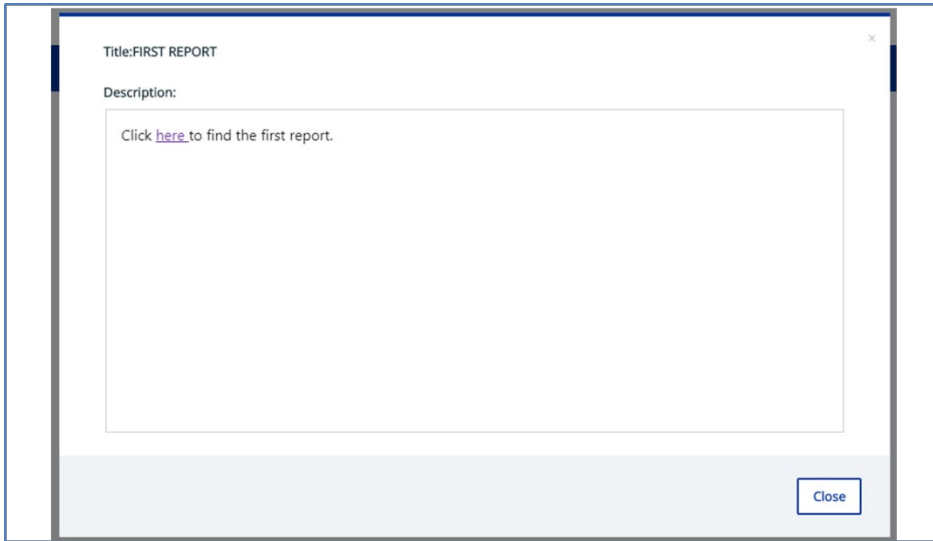 Title:FIRST REPORT
Description:
Click here to find the first report.
Close